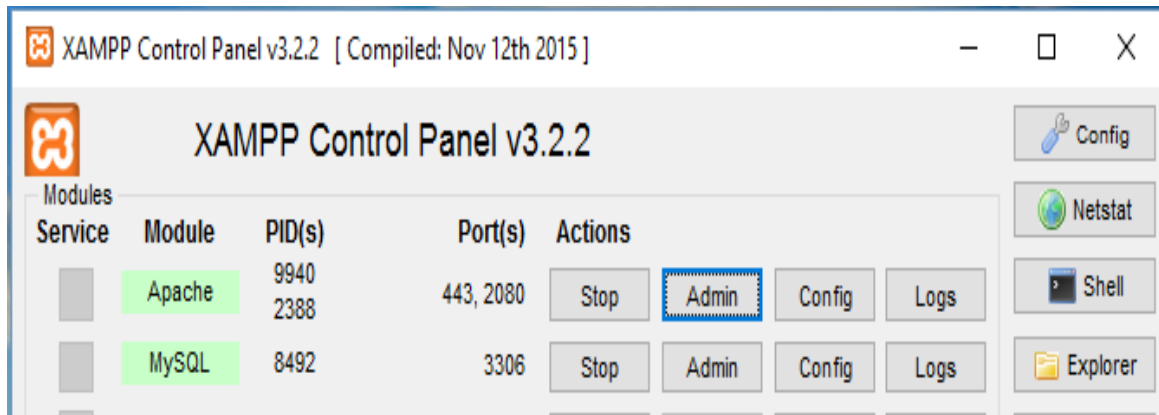 XAMPP Control Panel v3.2.2 [ Compiled: Nov 12th 2015 ]
XAMPP Control Panel v3.2.2
Config
Modules
Netstat
Service Module PID(s) Port(s) Actions
Shell
Apache 9940 2388 443, 2080 Stop Admin Config Logs
MySQL 8492 3306 Stop Admin Config Logs
Explorer